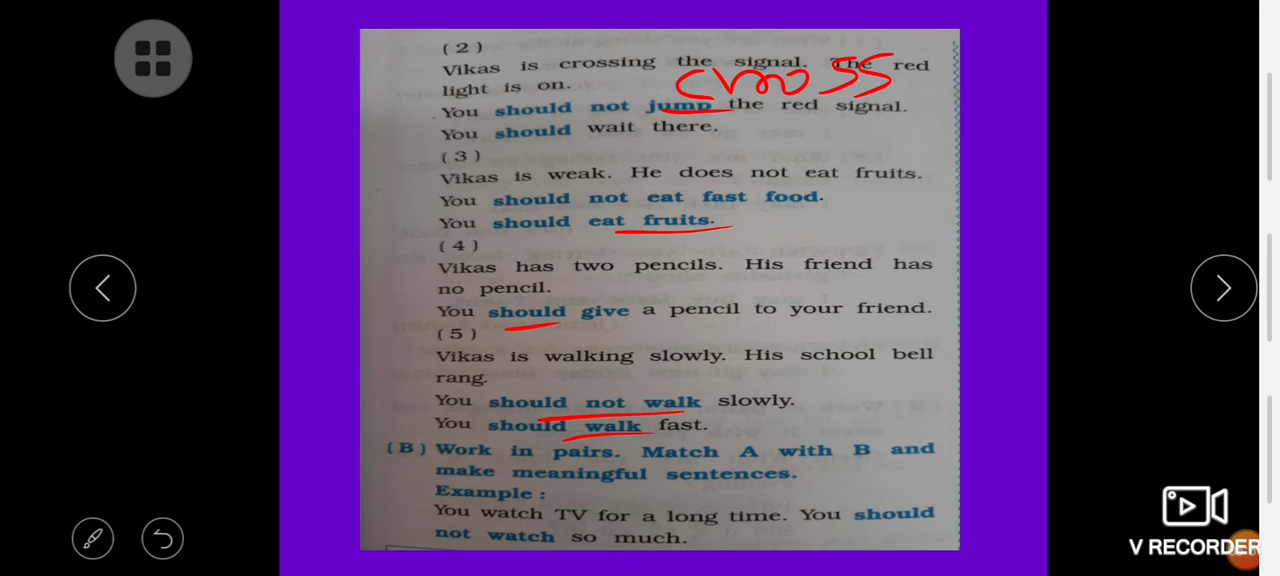 (2)
Vikas is crossing the signal. The red
cross
light is on.
You should not jump the red signal.
You should wait there.
(3)
Vikas is weak. He does not eat fruits.
You should not eat fast food.
You should eat fruits.
(4)
Vikas has two pencils. His friend has
no pencil.
You should give a pencil to your friend.
(5)
Vikas is walking slowly. His school bell
rang.
You should not walk slowly.
You should walk fast.
(B) Work in pairs. Match A with B and
make meaningful sentences.
Example :
You watch TV for a long time. You should
not watch so much.
V RECORDER